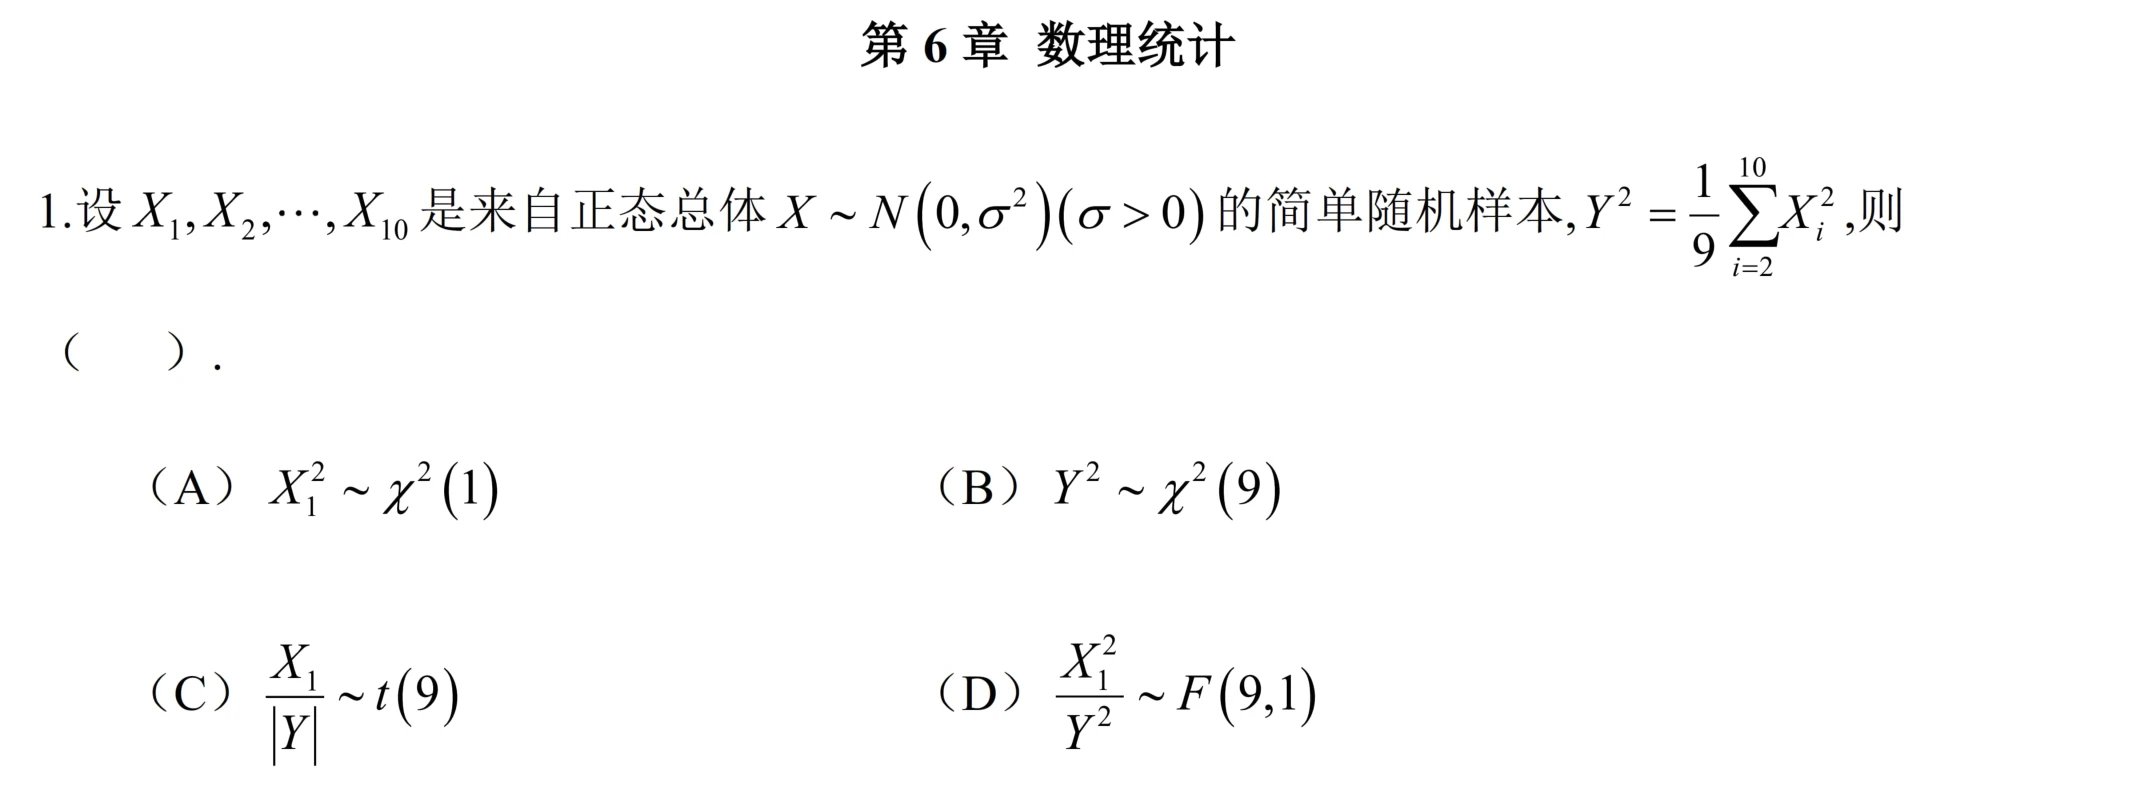 第 6 章 数理统计
1.设 $X_1, X_2, \cdots, X_{10}$ 是来自正态总体 $X \sim N(0, \sigma^2)(\sigma > 0)$ 的简单随机样本, $Y^2 = \frac{1}{9}\sum_{i=2}^{10} X_i^2$ ,则
（ ）.
（A） $X_1^2 \sim \chi^2(1)$ （B） $Y^2 \sim \chi^2(9)$
（C） $\frac{X_1}{|Y|} \sim t(9)$ （D） $\frac{X_1^2}{Y^2} \sim F(9,1)$